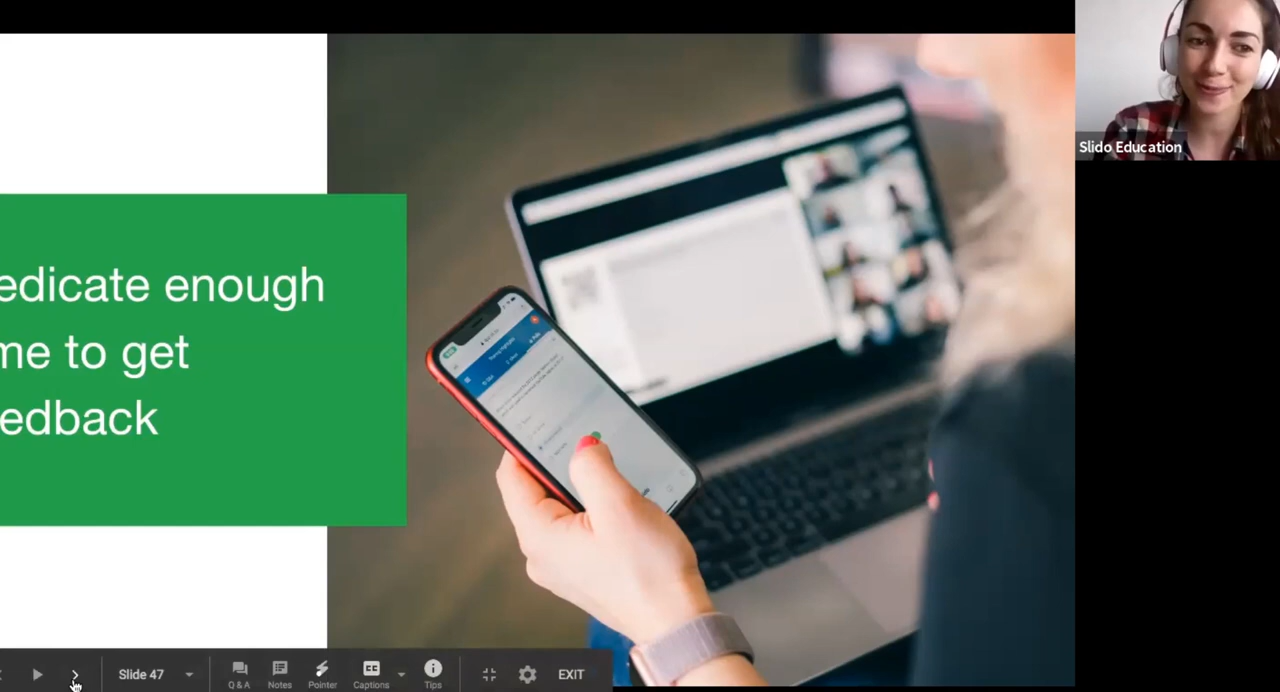 Slido Education
edicate enough
me to get
edback
Slide 47
Q & A
Notes
Pointer
Captions
Tips
EXIT